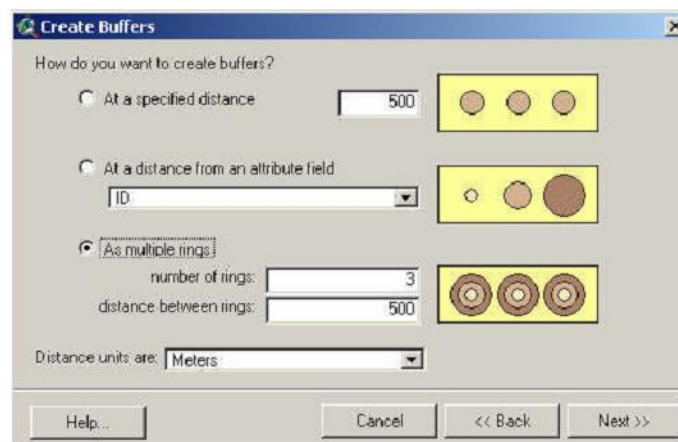 Create Buffers
How do you want to create buffers?
At a specified distance 500
At a distance from an attribute field
ID
As multiple rings
number of rings: 3
distance between rings: 500
Distance units are: Meters
Help... Cancel << Back Next >>